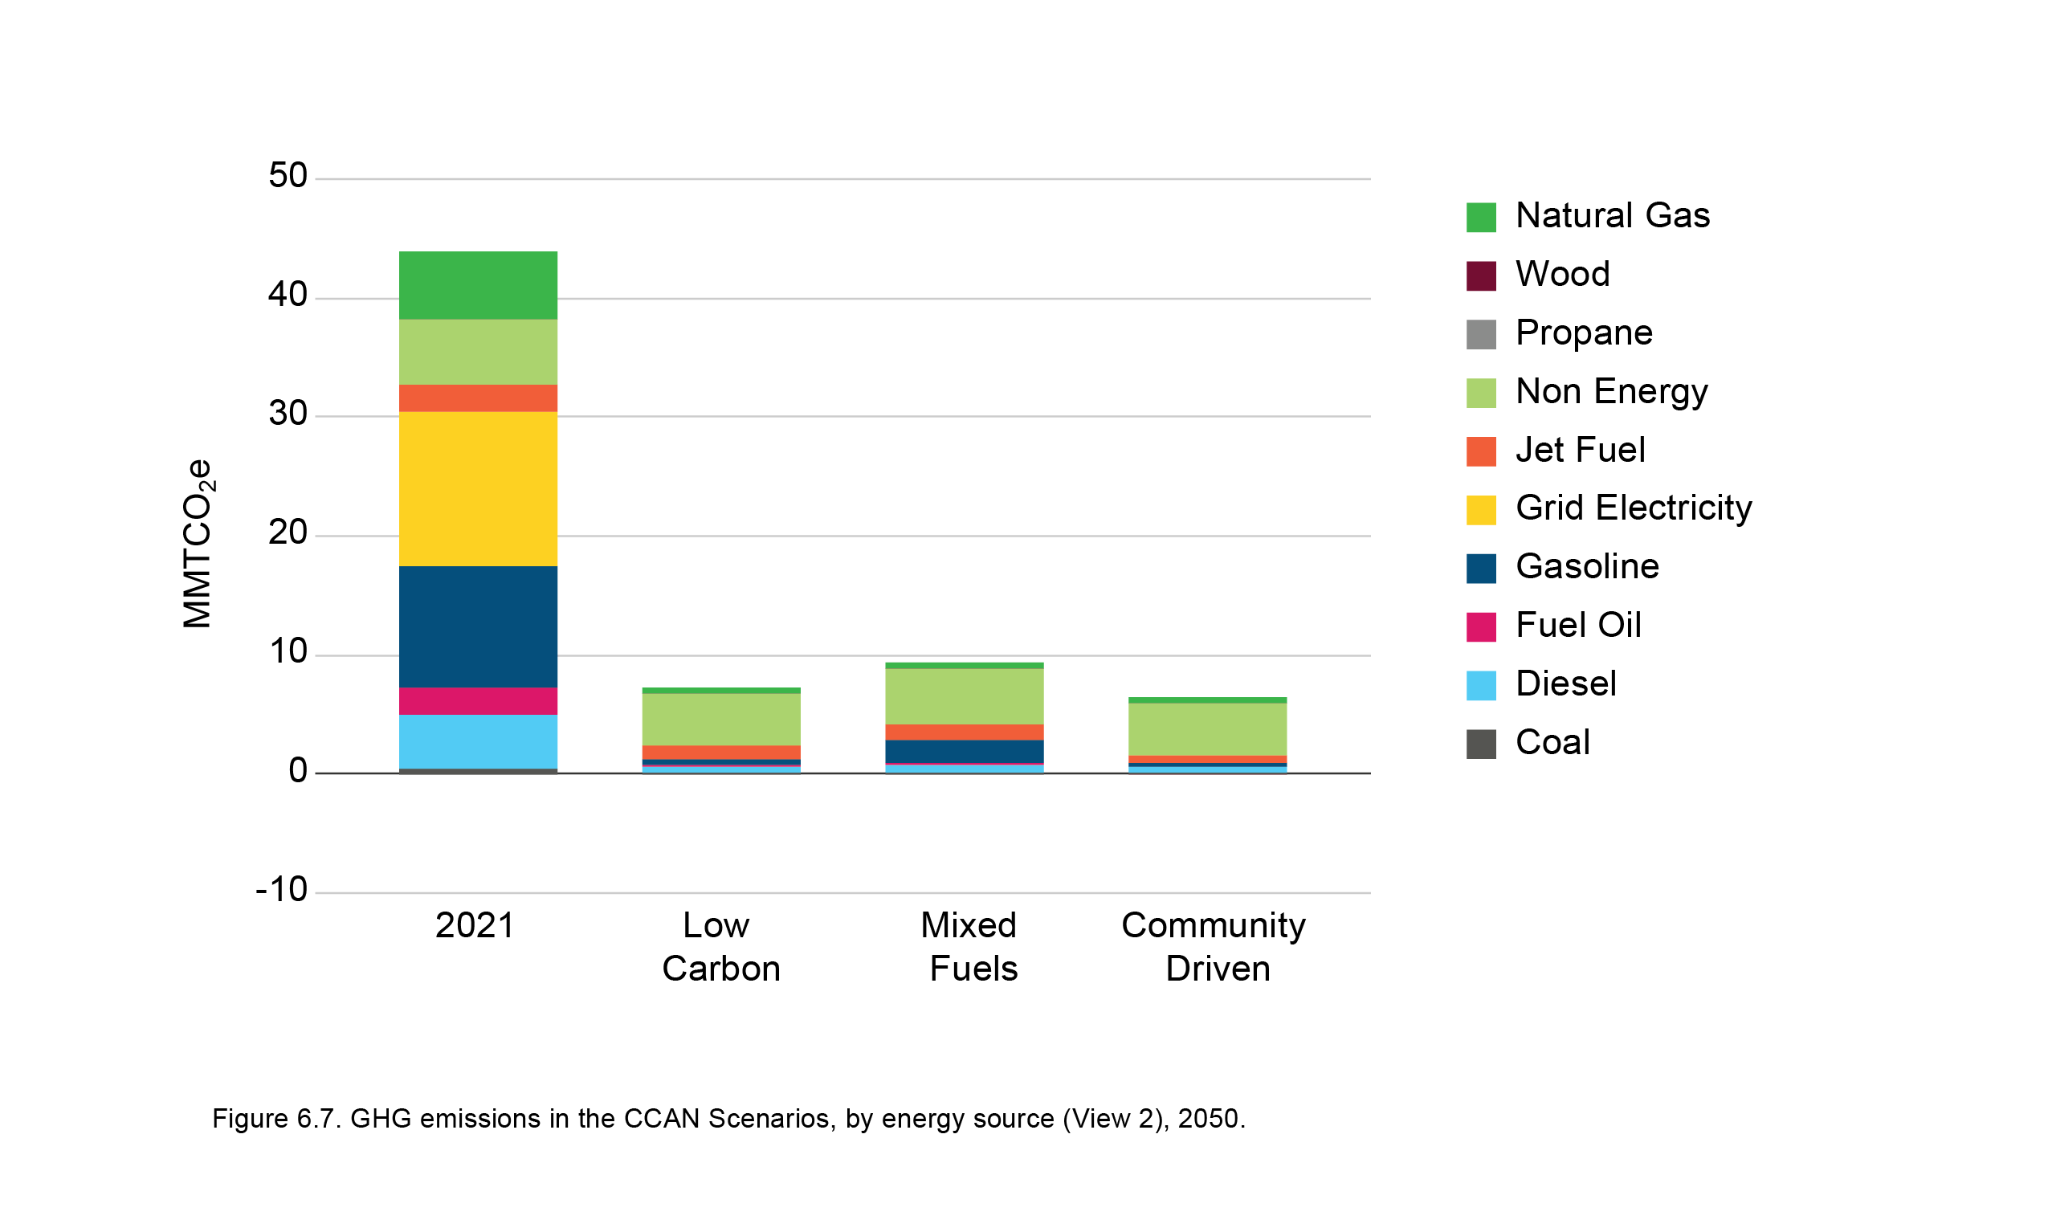 50
40
30
20
10
0
-10
MMTCO₂e
2021
Low
Carbon
Mixed
Fuels
Community
Driven
Natural Gas
Wood
Propane
Non Energy
Jet Fuel
Grid Electricity
Gasoline
Fuel Oil
Diesel
Coal
Figure 6.7. GHG emissions in the CCAN Scenarios, by energy source (View 2), 2050.